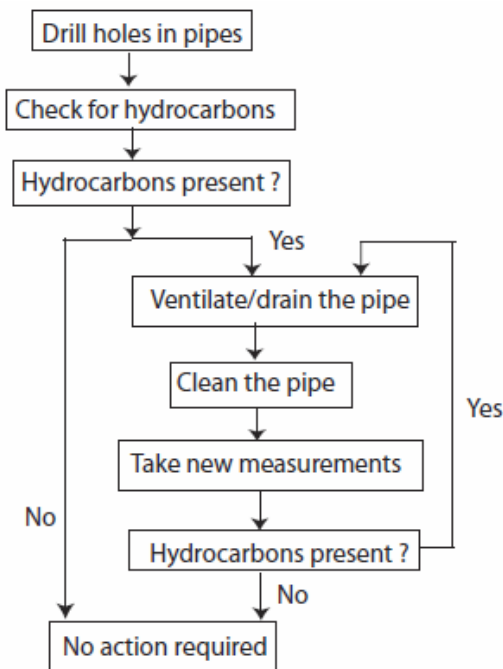 Drill holes in pipes
Check for hydrocarbons
Hydrocarbons present ?
Yes
Ventilate/drain the pipe
Clean the pipe
Yes
Take new measurements
No
Hydrocarbons present ?
No
No action required